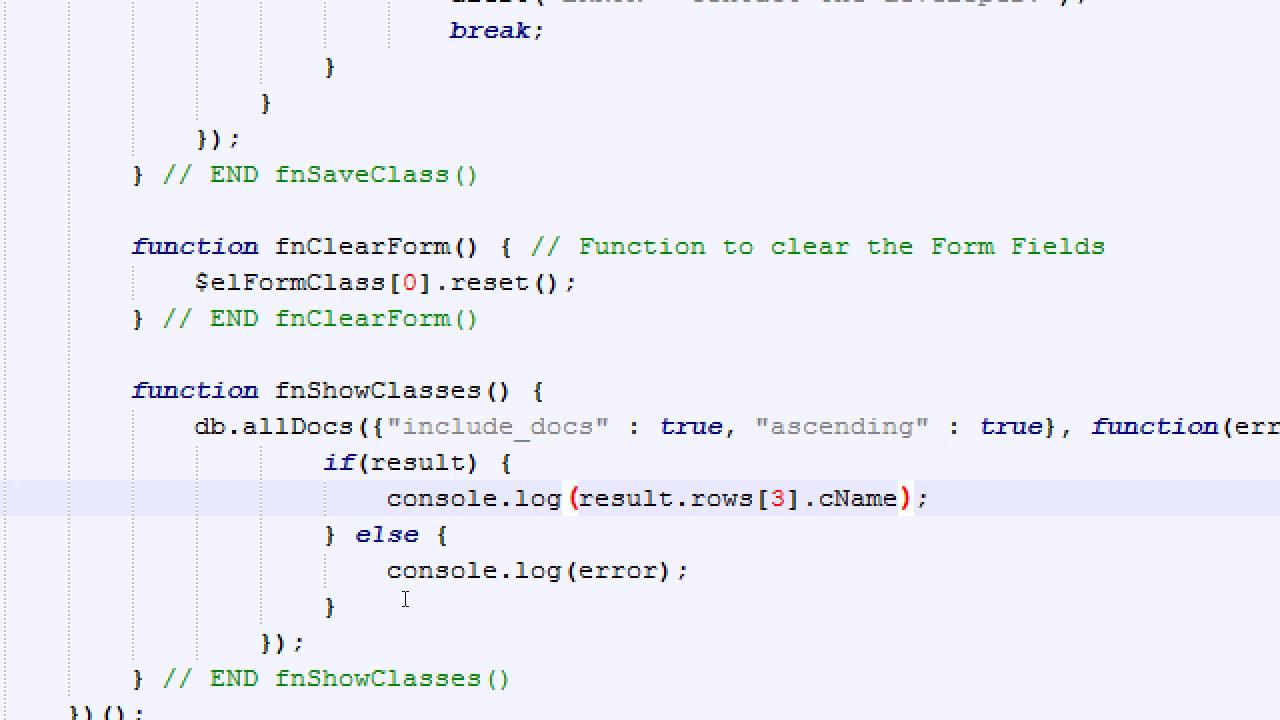 break;
}
}
});
} // END fnSaveClass()
function fnClearForm() { // Function to clear the Form Fields
$elFormClass[0].reset();
} // END fnClearForm()
function fnShowClasses() {
db.allDocs({"include_docs" : true, "ascending" : true}, function(err
if(result) {
console.log(result.rows[3].cName);
} else {
console.log(error);
}
});
} // END fnShowClasses()
})();